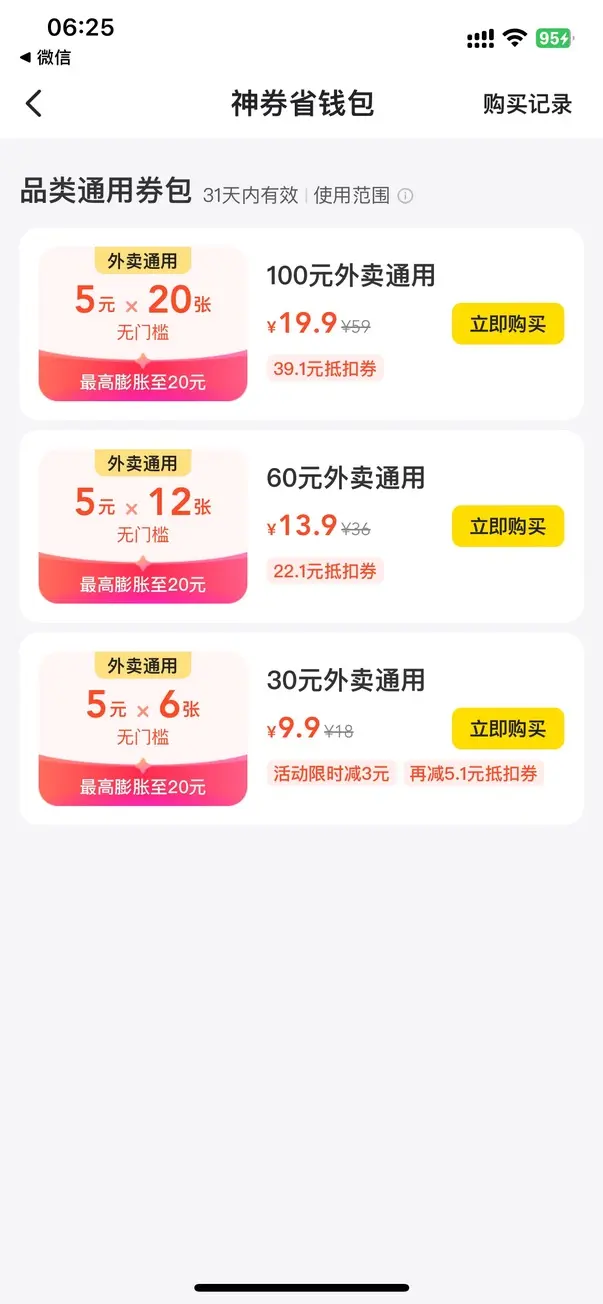 06:25
95
◀ 微信
神券省钱包
购买记录
品类通用券包 31天内有效 | 使用范围
外卖通用
5元 × 20张
无门槛
最高膨胀至20元
100元外卖通用
¥19.9 ¥59
39.1元抵扣券
立即购买
外卖通用
5元 × 12张
无门槛
最高膨胀至20元
60元外卖通用
¥13.9 ¥36
22.1元抵扣券
立即购买
外卖通用
5元 × 6张
无门槛
最高膨胀至20元
30元外卖通用
¥9.9 ¥18
活动限时减3元 再减5.1元抵扣券
立即购买